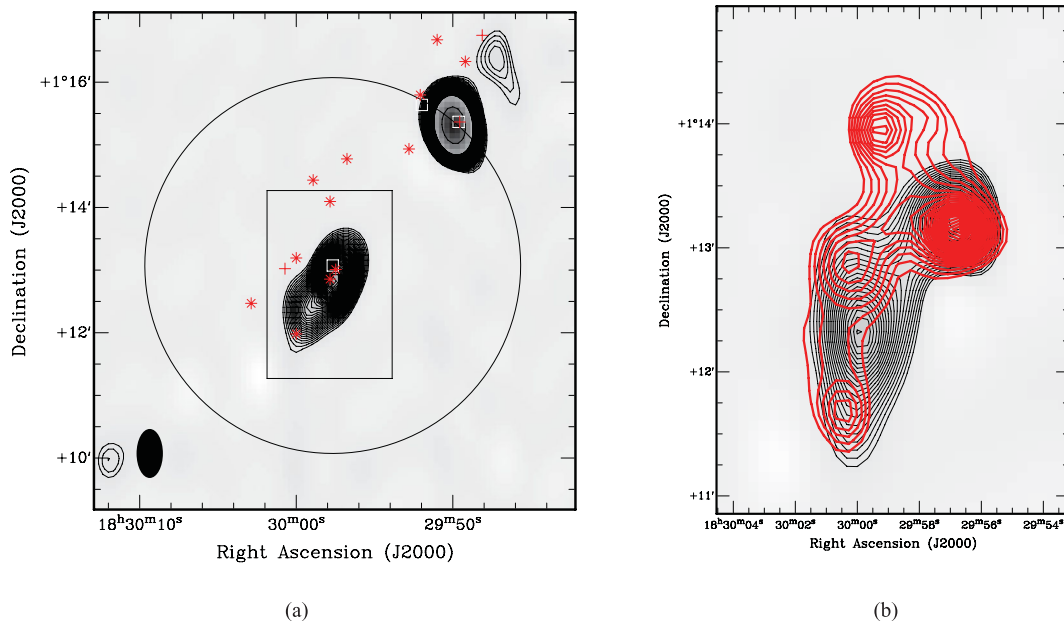 +1°16′
+14′
+12′
+10′
Declination (J2000)
18ʰ30ᵐ10ˢ
30ᵐ00ˢ
29ᵐ50ˢ
Right Ascension (J2000)
(a)
+1°14′
+13′
+12′
+11′
Declination (J2000)
18ʰ30ᵐ04ˢ
30ᵐ02ˢ
30ᵐ00ˢ
29ᵐ58ˢ
29ᵐ56ˢ
29ᵐ54ˢ
Right Ascension (J2000)
(b)